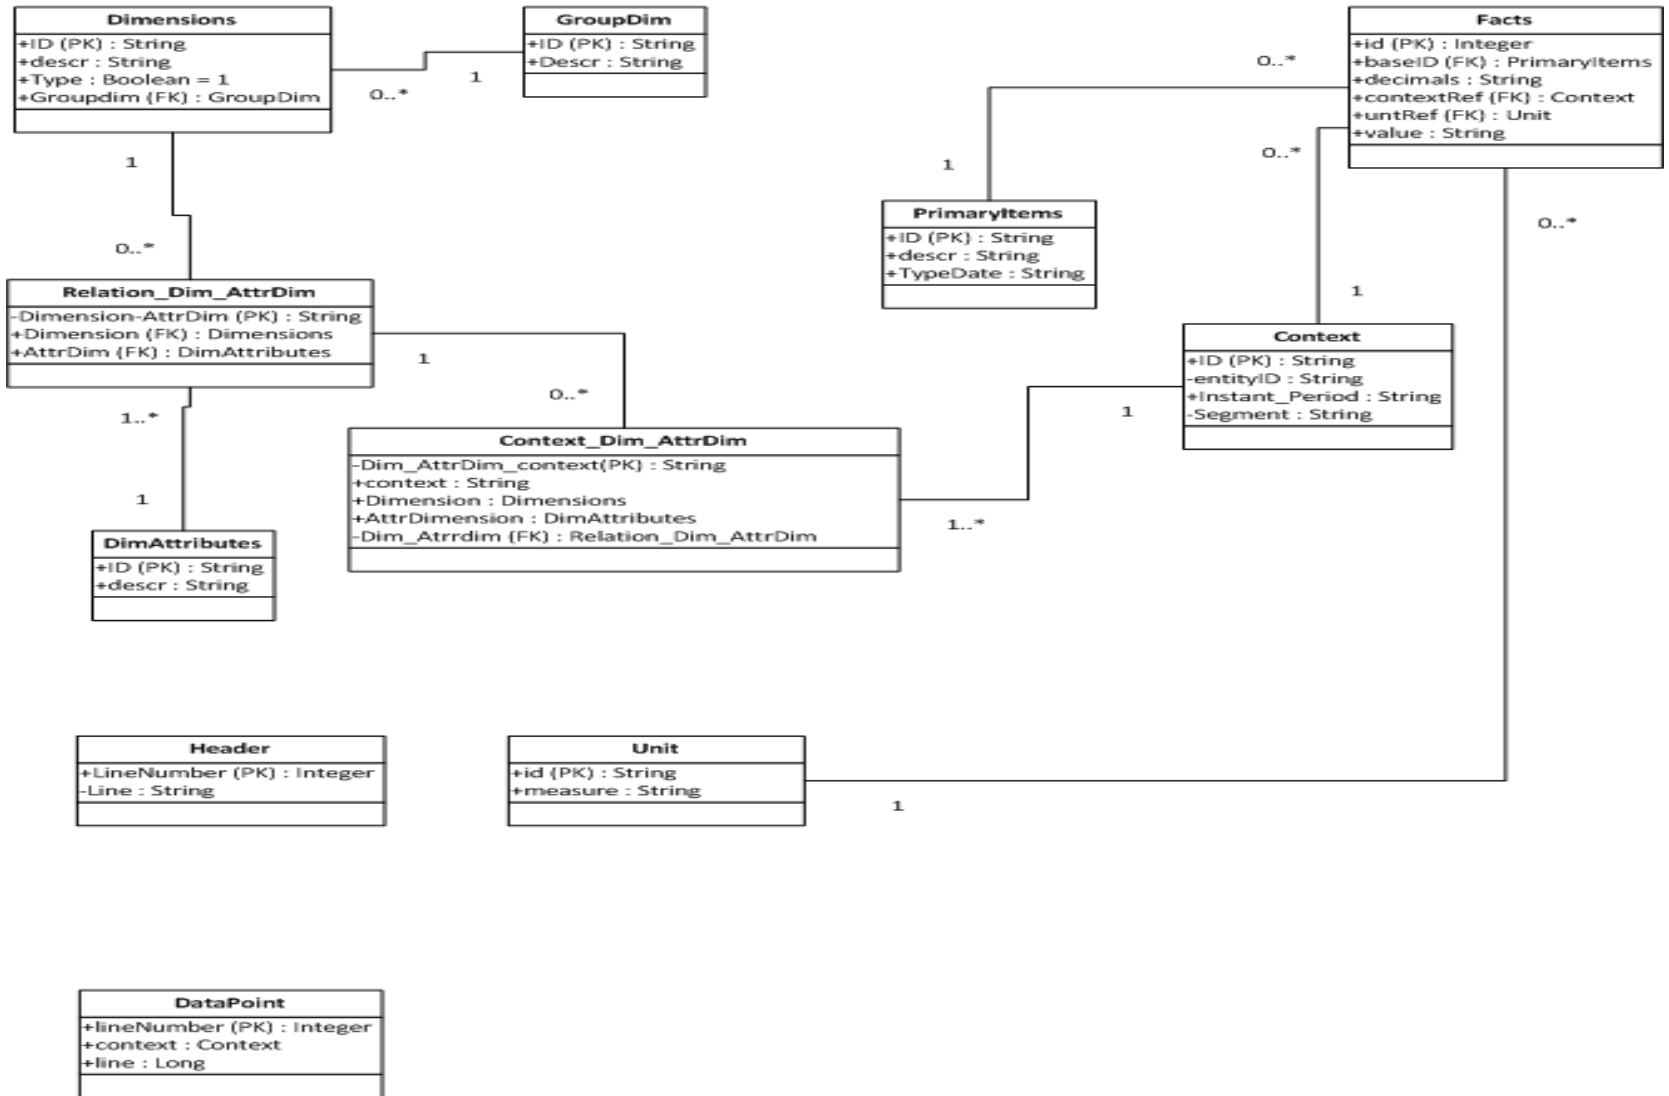 Dimensions
+ID (PK) : String
+descr : String
+Type : Boolean = 1
+Groupdim (FK) : GroupDim
GroupDim
+ID (PK) : String
+Descr : String
0..*
1
Facts
+id (PK) : Integer
+baseID (FK) : PrimaryItems
+decimals : String
+contextRef (FK) : Context
+untRef (FK) : Unit
+value : String
0..*
1
0..*
1
0..*
PrimaryItems
+ID (PK) : String
+descr : String
+TypeDate : String
1
0..*
Relation_Dim_AttrDim
-Dimension-AttrDim (PK) : String
+Dimension (FK) : Dimensions
+AttrDim (FK) : DimAttributes
1
0..*
1..*
1
Context
+ID (PK) : String
-entityID : String
+Instant_Period : String
-Segment : String
1
1..*
Context_Dim_AttrDim
-Dim_AttrDim_context(PK) : String
+context : String
+Dimension : Dimensions
+AttrDimension : DimAttributes
-Dim_Atrrdim (FK) : Relation_Dim_AttrDim
DimAttributes
+ID (PK) : String
+descr : String
Header
+LineNumber (PK) : Integer
-Line : String
Unit
+id (PK) : String
+measure : String
1
DataPoint
+lineNumber (PK) : Integer
+context : Context
+line : Long